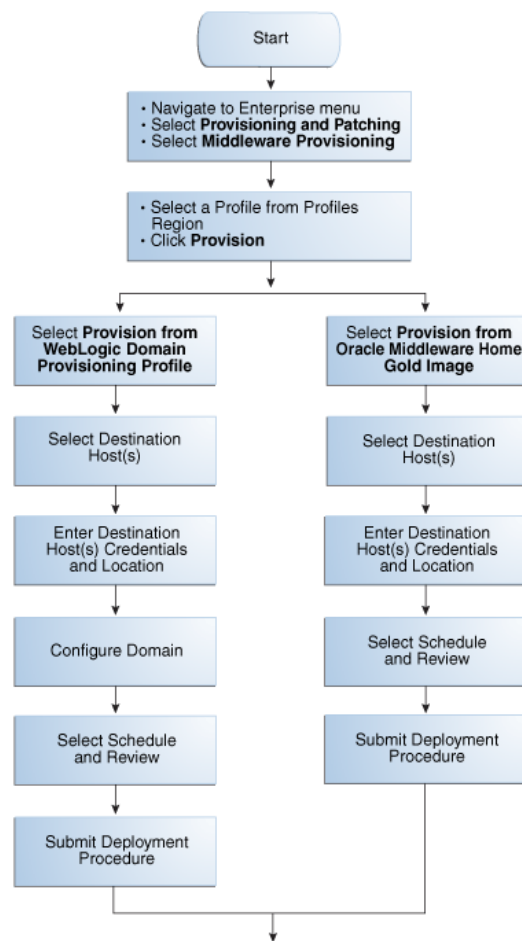 Start
• Navigate to Enterprise menu
• Select Provisioning and Patching
• Select Middleware Provisioning
• Select a Profile from Profiles
Region
• Click Provision
Select Provision from
WebLogic Domain
Provisioning Profile
Select Destination
Host(s)
Enter Destination
Host(s) Credentials
and Location
Configure Domain
Select Schedule
and Review
Submit Deployment
Procedure
Select Provision from
Oracle Middleware Home
Gold Image
Select Destination
Host(s)
Enter Destination
Host(s) Credentials
and Location
Select Schedule
and Review
Submit Deployment
Procedure